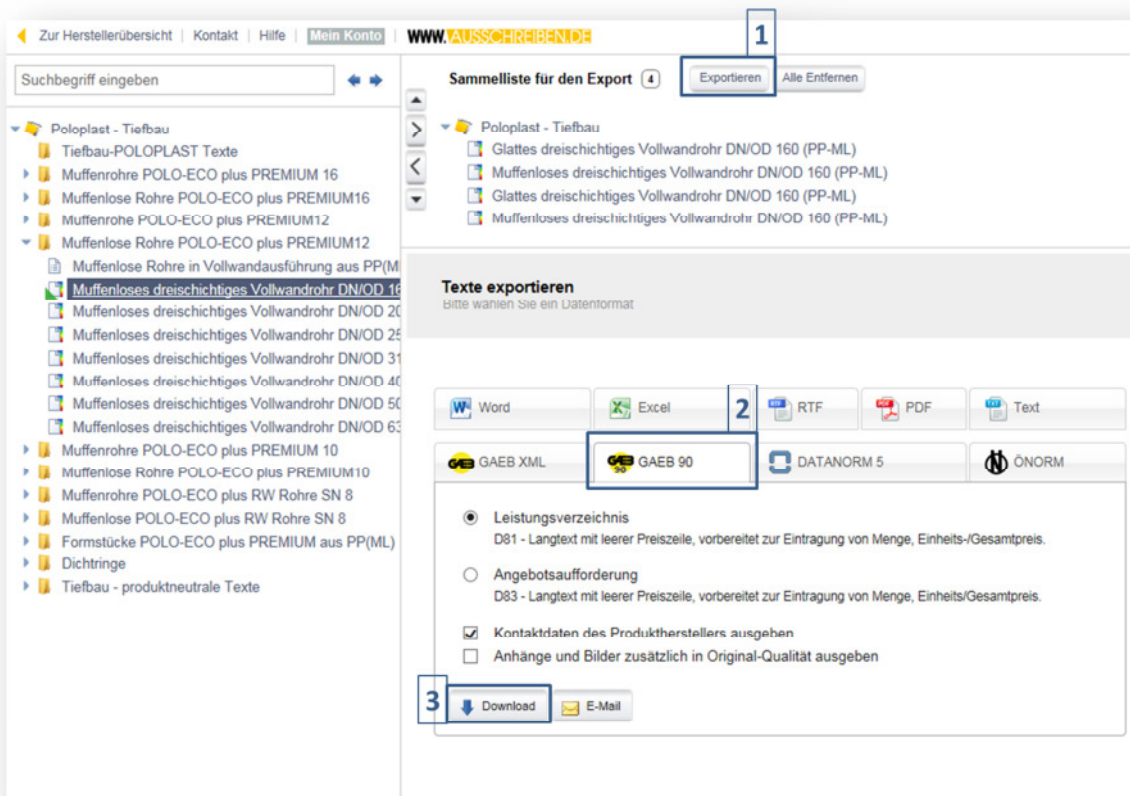 Zur Herstellerübersicht | Kontakt | Hilfe | Mein Konto | WWW.AUSSCHREIBEN.DE
1
Suchbegriff eingeben
Poloplast - Tiefbau
Tiefbau-POLOPLAST Texte
Muffenrohre POLO-ECO plus PREMIUM 16
Muffenlose Rohre POLO-ECO plus PREMIUM16
Muffenrohe POLO-ECO plus PREMIUM12
Muffenlose Rohre POLO-ECO plus PREMIUM12
Muffenlose Rohre in Vollwandausführung aus PP(M
Muffenloses dreischichtiges Vollwandrohr DN/OD 16
Muffenloses dreischichtiges Vollwandrohr DN/OD 20
Muffenloses dreischichtiges Vollwandrohr DN/OD 25
Muffenloses dreischichtiges Vollwandrohr DN/OD 31
Muffenloses dreischichtiges Vollwandrohr DN/OD 40
Muffenloses dreischichtiges Vollwandrohr DN/OD 50
Muffenloses dreischichtiges Vollwandrohr DN/OD 63
Muffenrohre POLO-ECO plus PREMIUM 10
Muffenlose Rohre POLO-ECO plus PREMIUM10
Muffenrohre POLO-ECO plus RW Rohre SN 8
Muffenlose POLO-ECO plus RW Rohre SN 8
Formstücke POLO-ECO plus PREMIUM aus PP(ML)
Dichtringe
Tiefbau - produktneutrale Texte
Sammelliste für den Export 4 Exportieren Alle Entfernen
Poloplast - Tiefbau
Glattes dreischichtiges Vollwandrohr DN/OD 160 (PP-ML)
Muffenloses dreischichtiges Vollwandrohr DN/OD 160 (PP-ML)
Glattes dreischichtiges Vollwandrohr DN/OD 160 (PP-ML)
Muffenloses dreischichtiges Vollwandrohr DN/OD 160 (PP-ML)
Texte exportieren
Bitte wählen Sie ein Datenformat
Word Excel 2 RTF PDF Text
GAEB XML GAEB 90 DATANORM 5 ÖNORM
Leistungsverzeichnis
D81 - Langtext mit leerer Preiszeile, vorbereitet zur Eintragung von Menge, Einheits-/Gesamtpreis.
Angebotsaufforderung
D83 - Langtext mit leerer Preiszeile, vorbereitet zur Eintragung von Menge, Einheits/Gesamtpreis.
Kontaktdaten des Produktherstellers ausgeben
Anhänge und Bilder zusätzlich in Original-Qualität ausgeben
3 Download E-Mail